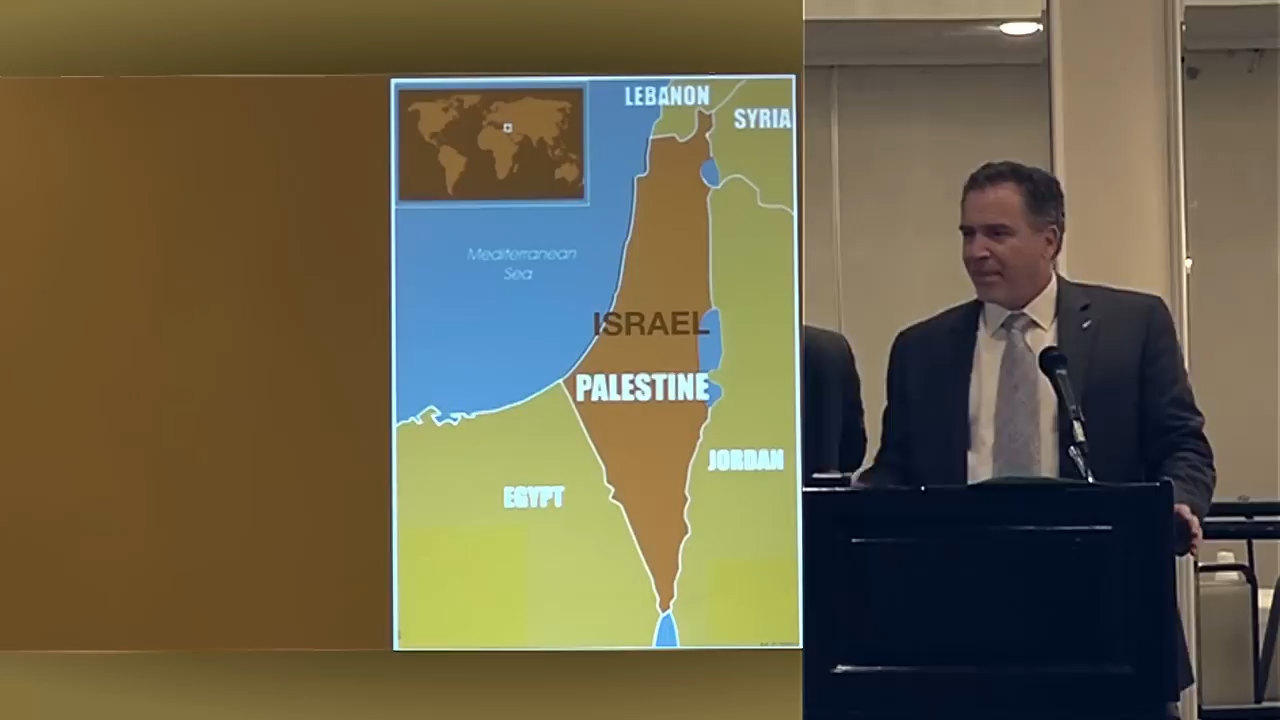 LEBANON
SYRIA
Mediterranean
Sea
ISRAEL
PALESTINE
JORDAN
EGYPT